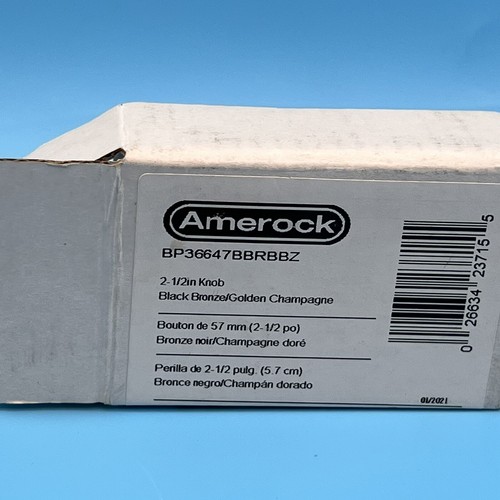 Amerock
BP36647BBRBBZ
2-1/2in Knob
Black Bronze/Golden Champagne
Bouton de 57 mm (2-1/2 po)
Bronze noir/Champagne doré
Perilla de 2-1/2 pulg. (5.7 cm)
Bronce negro/Champán dorado
01/2021
0 26634 23715 5